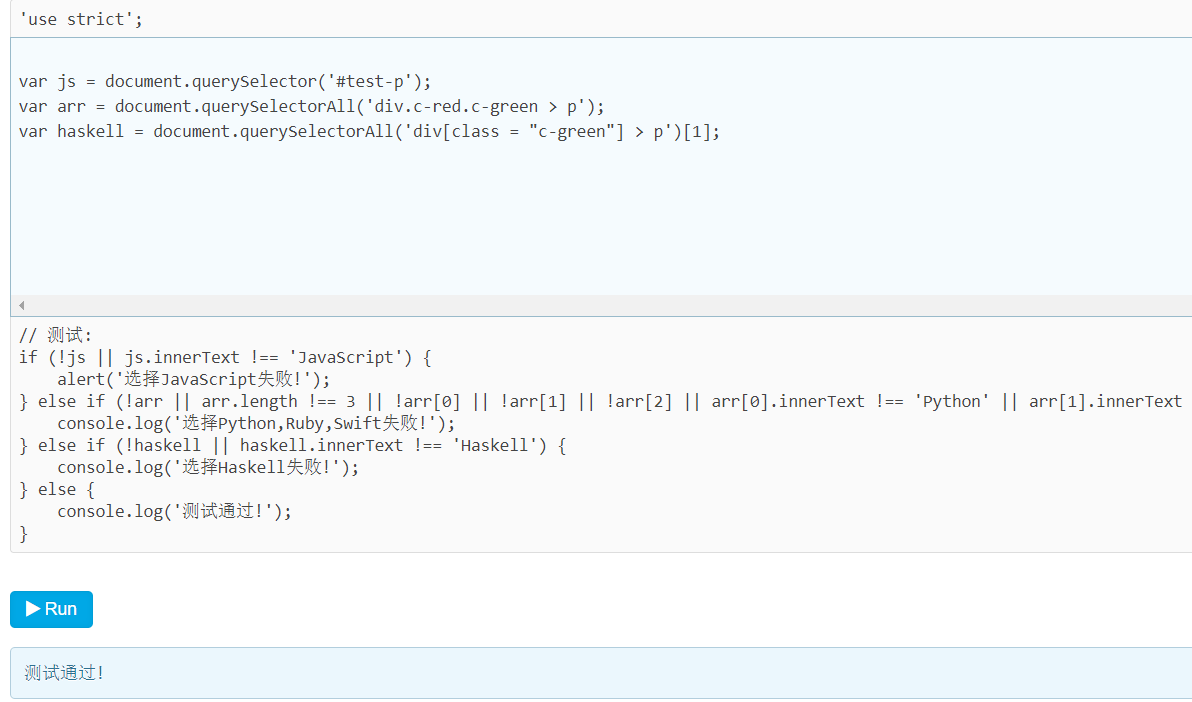 'use strict';
var js = document.querySelector('#test-p');
var arr = document.querySelectorAll('div.c-red.c-green > p');
var haskell = document.querySelectorAll('div[class = "c-green"] > p')[1];
// 测试:
if (!js || js.innerText !== 'JavaScript') {
    alert('选择JavaScript失败!');
} else if (!arr || arr.length !== 3 || !arr[0] || !arr[1] || !arr[2] || arr[0].innerText !== 'Python' || arr[1].innerText
    console.log('选择Python,Ruby,Swift失败!');
} else if (!haskell || haskell.innerText !== 'Haskell') {
    console.log('选择Haskell失败!');
} else {
    console.log('测试通过!');
}
Run
测试通过!